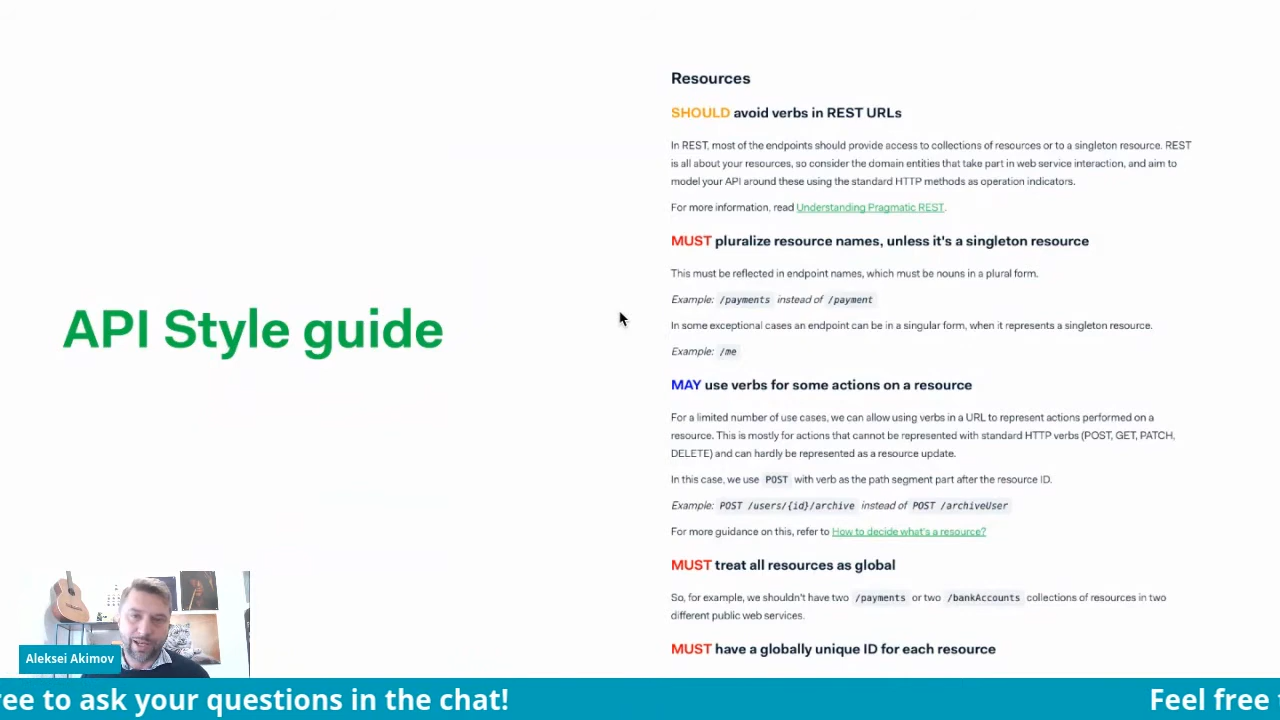 API Style guide
Resources
SHOULD avoid verbs in REST URLs
In REST, most of the endpoints should provide access to collections of resources or to a singleton resource. REST
is all about your resources, so consider the domain entities that take part in web service interaction, and aim to
model your API around these using the standard HTTP methods as operation indicators.
For more information, read Understanding Pragmatic REST.
MUST pluralize resource names, unless it's a singleton resource
This must be reflected in endpoint names, which must be nouns in a plural form.
Example: /payments instead of /payment
In some exceptional cases an endpoint can be in a singular form, when it represents a singleton resource.
Example: /me
MAY use verbs for some actions on a resource
For a limited number of use cases, we can allow using verbs in a URL to represent actions performed on a
resource. This is mostly for actions that cannot be represented with standard HTTP verbs (POST, GET, PATCH,
DELETE) and can hardly be represented as a resource update.
In this case, we use POST with verb as the path segment part after the resource ID.
Example: POST /users/{id}/archive instead of POST /archiveUser
For more guidance on this, refer to How to decide what's a resource?
MUST treat all resources as global
So, for example, we shouldn't have two /payments or two /bankAccounts collections of resources in two
different public web services.
MUST have a globally unique ID for each resource
Aleksei Akimov
ree to ask your questions in the chat!
Feel free